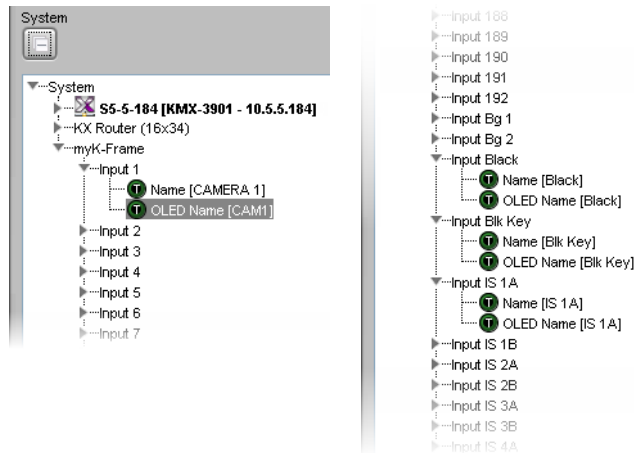 System
System
S5-5-184 [KMX-3901 - 10.5.5.184]
KX Router (16x34)
myK-Frame
Input 1
Name [CAMERA 1]
OLED Name [CAM1]
Input 2
Input 3
Input 4
Input 5
Input 6
Input 7
Input 188
Input 189
Input 190
Input 191
Input 192
Input Bg 1
Input Bg 2
Input Black
Name [Black]
OLED Name [Black]
Input Blk Key
Name [Blk Key]
OLED Name [Blk Key]
Input IS 1A
Name [IS 1A]
OLED Name [IS 1A]
Input IS 1B
Input IS 2A
Input IS 2B
Input IS 3A
Input IS 3B
Input IS 4A